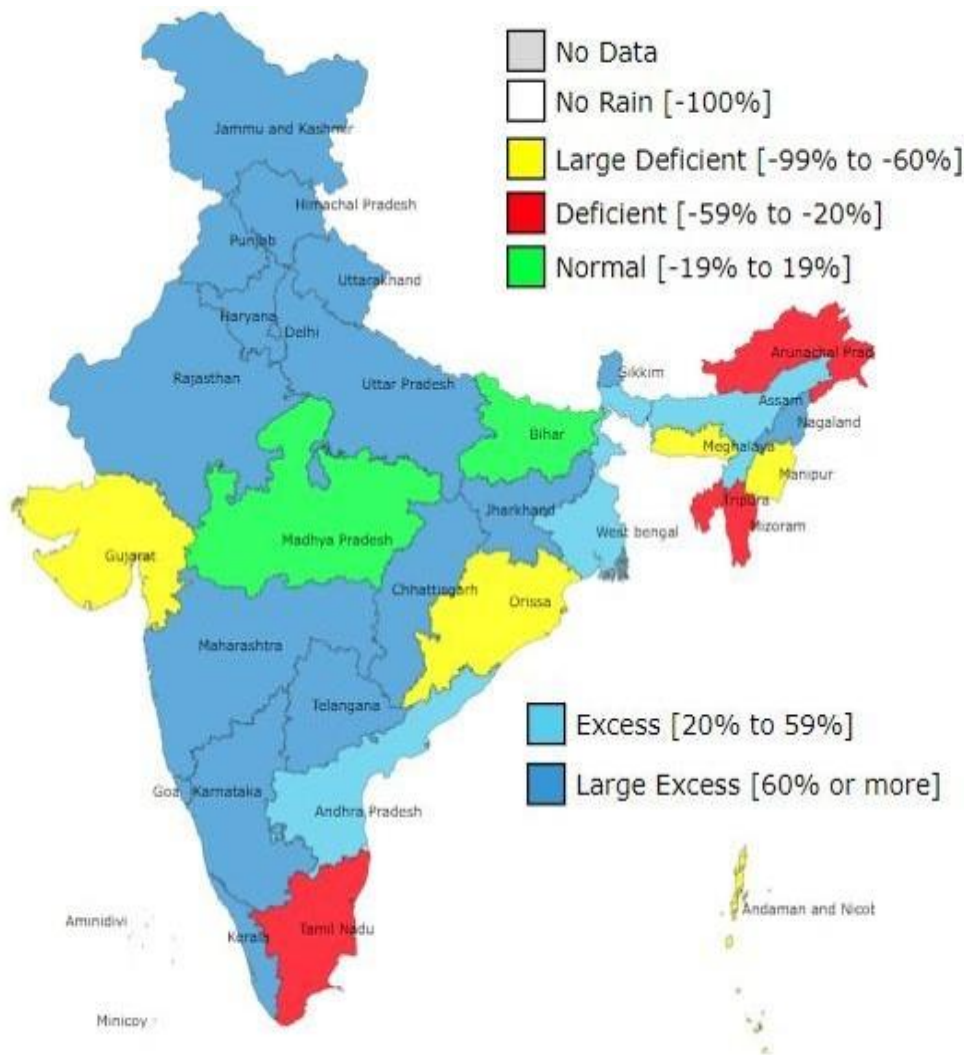 No Data
No Rain [-100%]
Large Deficient [-99% to -60%]
Deficient [-59% to -20%]
Normal [-19% to 19%]
Jammu and Kashmir
Himachal Pradesh
Punjab
Uttarakhand
Haryana
Delhi
Rajasthan
Uttar Pradesh
Sikkim
Arunachal Prad
Assam
Nagaland
Bihar
Meghalaya
Manipur
Tripura
Mizoram
Jharkhand
West bengal
Madhya Pradesh
Gujarat
Chhattisgarh
Orissa
Maharashtra
Telangana
Excess [20% to 59%]
Large Excess [60% or more]
Goa
Karnataka
Andhra Pradesh
Andaman and Nicot
Aminidivi
Kerala
Tamil Nadu
Minicoy